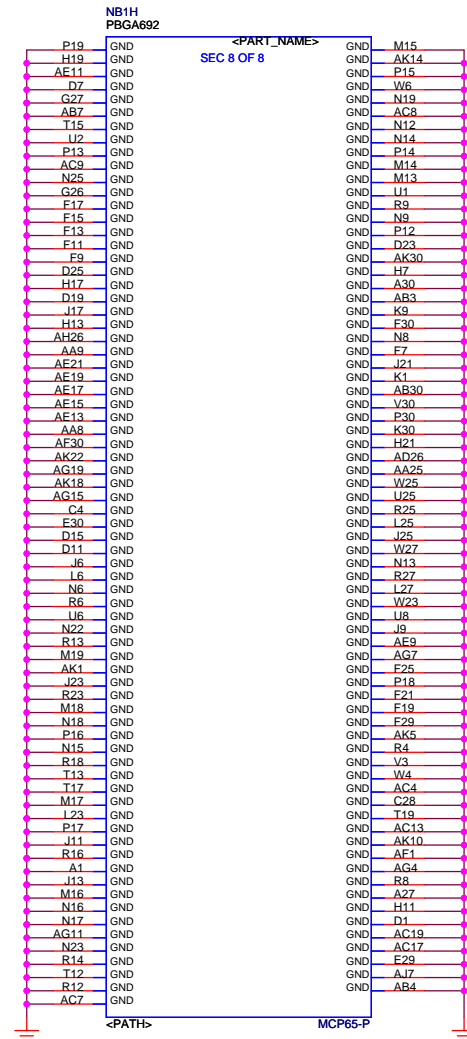 NB1H
PBGA692
<PART_NAME>
SEC 8 OF 8
P19 GND GND M15
H19 GND GND AK14
AE11 GND GND P15
D7 GND GND W6
G27 GND GND N19
AB7 GND GND AC8
T15 GND GND N12
U2 GND GND N14
P13 GND GND P14
AC9 GND GND M14
N25 GND GND M13
G26 GND GND U1
F17 GND GND R9
F15 GND GND N9
F13 GND GND P12
F11 GND GND D23
F9 GND GND AK30
D25 GND GND H7
H17 GND GND A30
D19 GND GND AB3
J17 GND GND K9
H13 GND GND F30
AH26 GND GND N8
AA9 GND GND F7
AE21 GND GND J21
AE19 GND GND K1
AE17 GND GND AB30
AE15 GND GND V30
AE13 GND GND P30
AA8 GND GND K30
AF30 GND GND H21
AK22 GND GND AD26
AG19 GND GND AA25
AK18 GND GND W25
AG15 GND GND U25
C4 GND GND R25
E30 GND GND L25
D15 GND GND J25
D11 GND GND W27
J6 GND GND N13
L6 GND GND R27
N6 GND GND L27
R6 GND GND W23
U6 GND GND U8
N22 GND GND J9
R13 GND GND AE9
M19 GND GND AG7
AK1 GND GND F25
J23 GND GND P18
R23 GND GND F21
M18 GND GND F19
N18 GND GND F29
P16 GND GND AK5
N15 GND GND R4
R18 GND GND V3
T13 GND GND W4
T17 GND GND AC4
M17 GND GND C28
L23 GND GND T19
P17 GND GND AC13
J11 GND GND AK10
R16 GND GND AF1
A1 GND GND AG4
J13 GND GND R8
M16 GND GND A27
N16 GND GND H11
N17 GND GND D1
AG11 GND GND AC19
N23 GND GND AC17
R14 GND GND E29
T12 GND GND AJ7
R12 GND GND AB4
AC7 GND
<PATH> MCP65-P